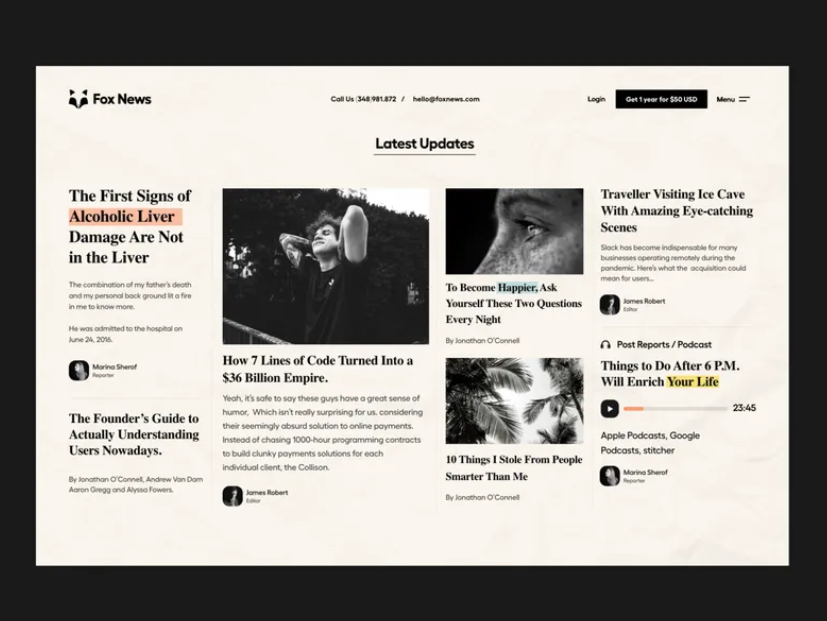 Fox News
Call Us (348)981.872 / hello@foxnews.com
Login
Get 1 year for $50 USD
Menu
Latest Updates
The First Signs of
Alcoholic Liver
Damage Are Not
in the Liver
The combination of my father's death
and my personal back ground lit a fire
in me to know more.
He was admitted to the hospital on
June 24, 2016.
Marina Sherof
Reporter
The Founder's Guide to
Actually Understanding
Users Nowadays.
By Jonathan O'Connell, Andrew Van Dam
Aaron Gregg and Alyssa Fowers.
How 7 Lines of Code Turned Into a
$36 Billion Empire.
Yeah, it's safe to say these guys have a great sense of
humor, Which isn't really surprising for us. considering
their seemingly absurd solution to online payments.
Instead of chasing 1000-hour programming contracts
to build clunky payments solutions for each
individual client, the Collison.
James Robert
Editor
To Become Happier, Ask
Yourself These Two Questions
Every Night
By Jonathan O'Connell
10 Things I Stole From People
Smarter Than Me
By Jonathan O'Connell
Traveller Visiting Ice Cave
With Amazing Eye-catching
Scenes
Slack has become indispensable for many
businesses operating remotely during the
pandemic. Here's what the acquisition could
mean for users...
James Robert
Editor
Post Reports / Podcast
Things to Do After 6 P.M.
Will Enrich Your Life
23:45
Apple Podcasts, Google
Podcasts, stitcher
Marina Sherof
Reporter